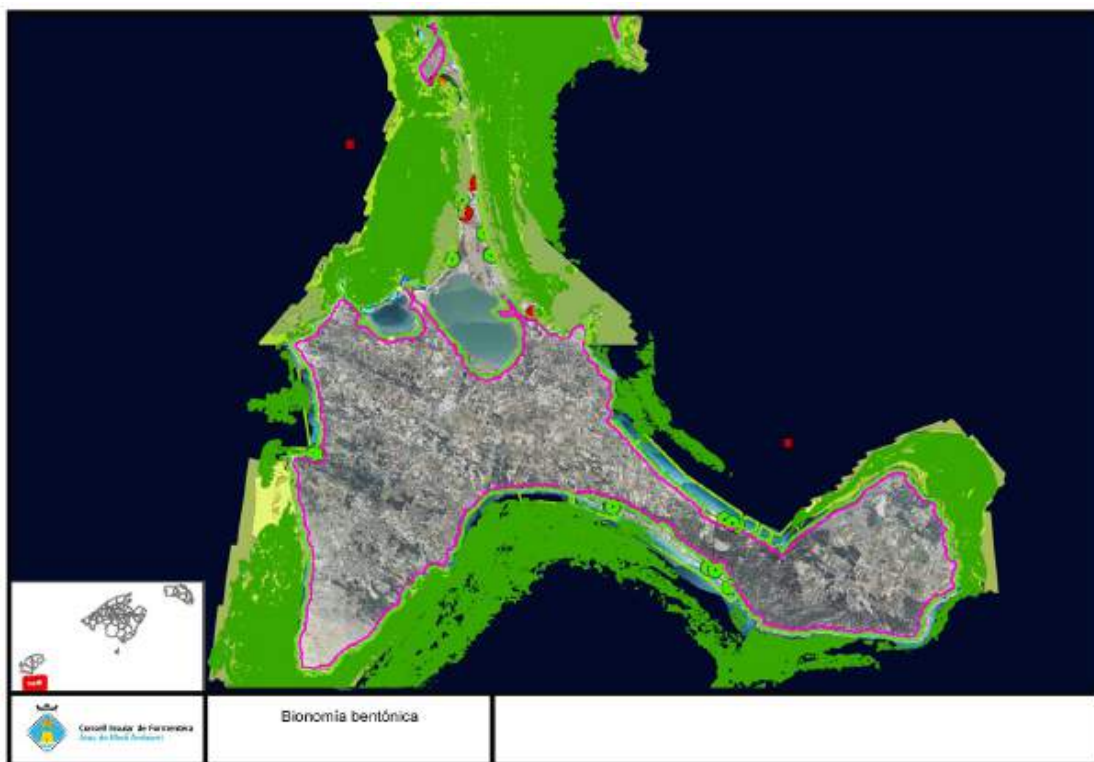 Consell Insular de Formentera
Àrea de Medi Ambient
Bionomía bentónica